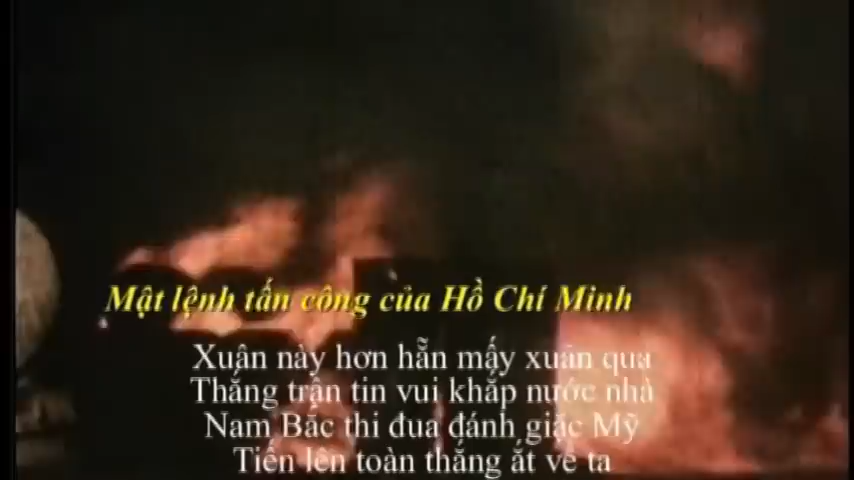 Mật lệnh tấn công của Hồ Chí Minh
Xuân này hơn hẵn mấy xuân qua
Thắng trận tin vui khắp nước nhà
Nam Bắc thi đua đánh giặc Mỹ
Tiến lên toàn thắng ắt về ta